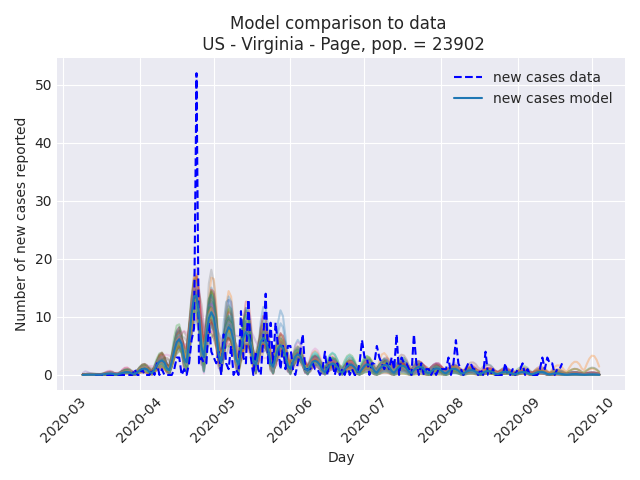 Model comparison to data
US - Virginia - Page, pop. = 23902
new cases data
new cases model
Number of new cases reported
50
40
30
20
10
0
2020-03
2020-04
2020-05
2020-06
2020-07
2020-08
2020-09
2020-10
Day